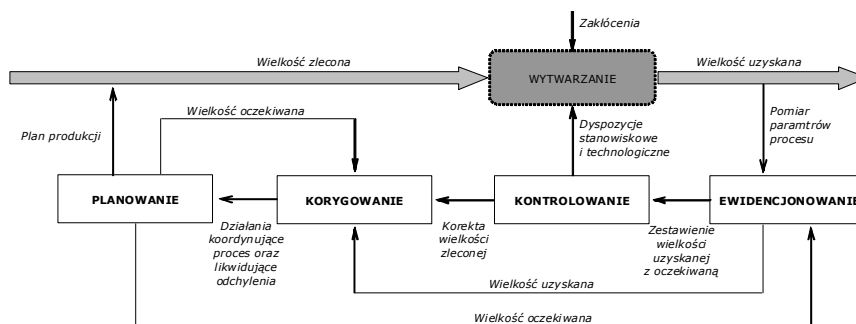 Zakłócenia
Wielkość zlecona
Wielkość uzyskana
WYTWARZANIE
Wielkość oczekiwana
Plan produkcji
Dyspozycje
stanowiskowe
i technologiczne
Pomiar
paramtrów
procesu
PLANOWANIE
KORYGOWANIE
KONTROLOWANIE
EWIDENCJONOWANIE
Działania
koordynujące
proces oraz
likwidujące
odchylenia
Korekta
wielkości
zleconej
Zestawienie
wielkości
uzyskanej
z oczekiwaną
Wielkość uzyskana
Wielkość oczekiwana